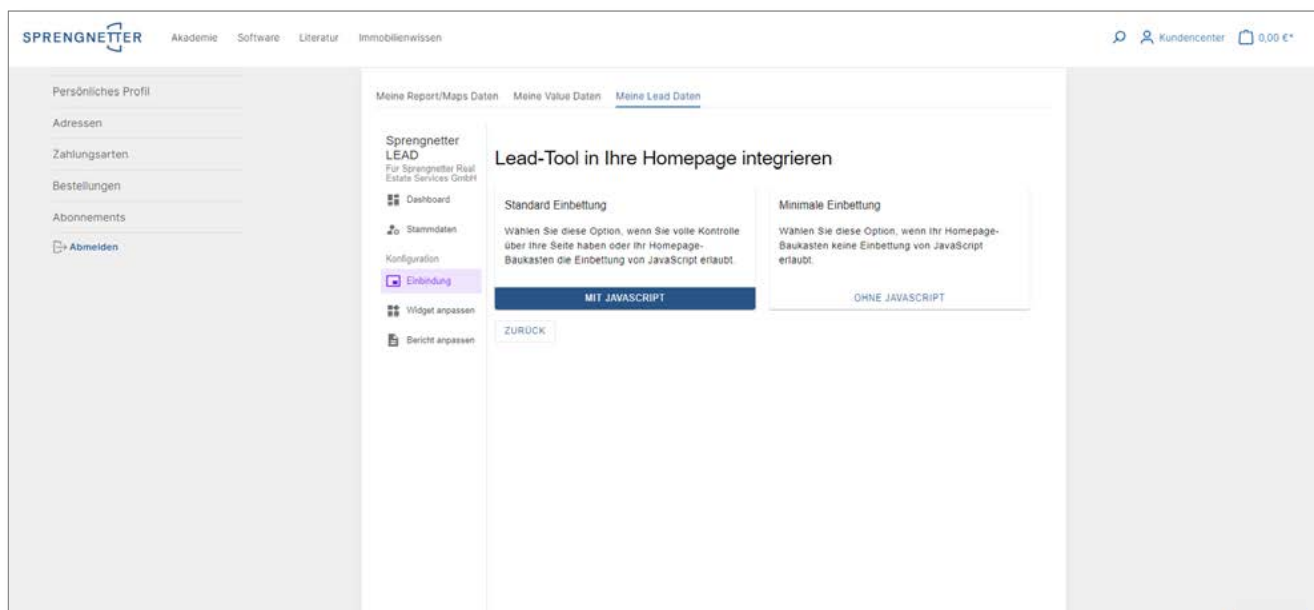 SPRENGNETTER
Akademie Software Literatur Immobilienwissen
Kundencenter 0,00 €*
Persönliches Profil
Adressen
Zahlungsarten
Bestellungen
Abonnements
Abmelden
Meine Report/Maps Daten Meine Value Daten Meine Lead Daten
Sprengnetter
LEAD
Für Sprengnetter Real
Estate Services GmbH
Dashboard
Stammdaten
Konfiguration
Einbindung
Widget anpassen
Bericht anpassen
Lead-Tool in Ihre Homepage integrieren
Standard Einbettung
Wählen Sie diese Option, wenn Sie volle Kontrolle
über Ihre Seite haben oder Ihr Homepage-
Baukasten die Einbettung von JavaScript erlaubt.
MIT JAVASCRIPT
Minimale Einbettung
Wählen Sie diese Option, wenn Ihr Homepage-
Baukasten keine Einbettung von JavaScript
erlaubt.
OHNE JAVASCRIPT
ZURÜCK